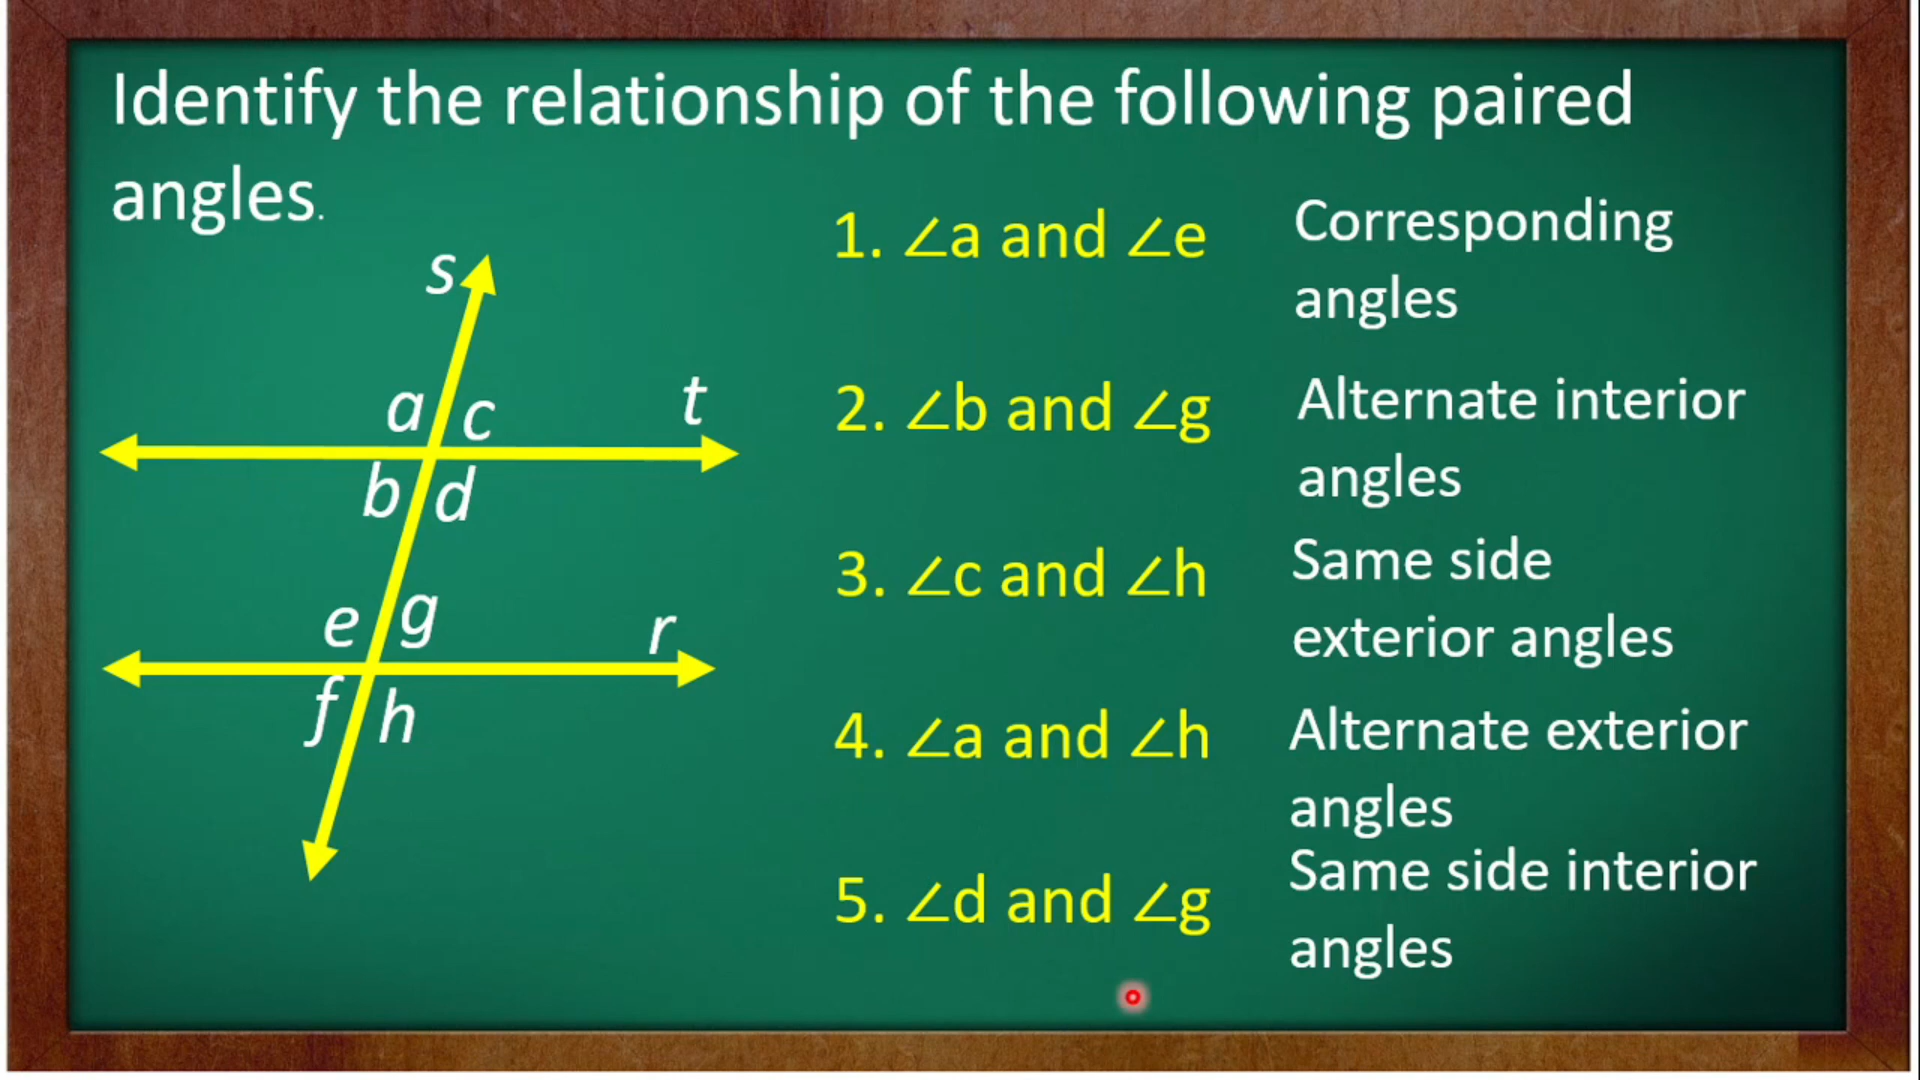 Identify the relationship of the following paired
angles.
s
a c t
b d
e g r
f h
1. ∠a and ∠e
Corresponding
angles
2. ∠b and ∠g
Alternate interior
angles
3. ∠c and ∠h
Same side
exterior angles
4. ∠a and ∠h
Alternate exterior
angles
5. ∠d and ∠g
Same side interior
angles